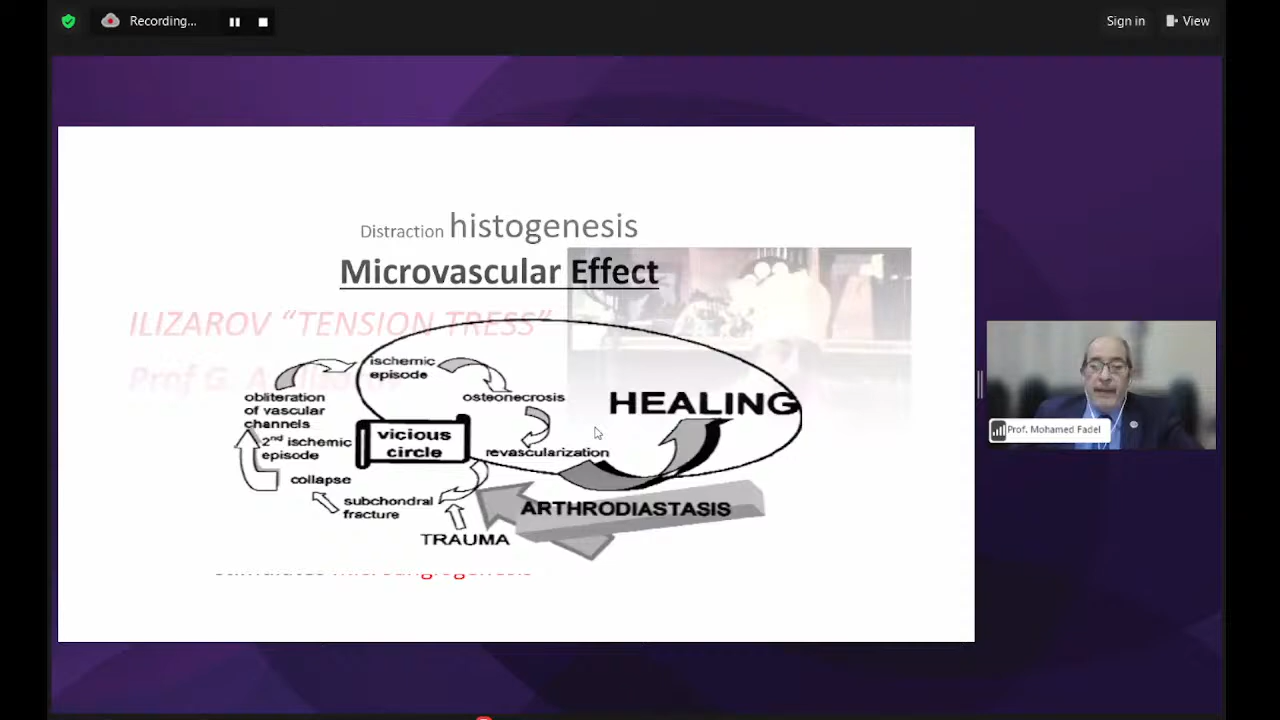 Recording...
Sign in
View
Distraction histogenesis
Microvascular Effect
ILIZAROV “TENSION TRESS”
Prof G. A.
ischemic
episode
osteonecrosis
obliteration
of vascular
channels
HEALING
vicious
circle
2nd ischemic
episode
revascularization
collapse
subchondral
fracture
ARTHRODIASTASIS
TRAUMA
Prof. Mohamed Fadel